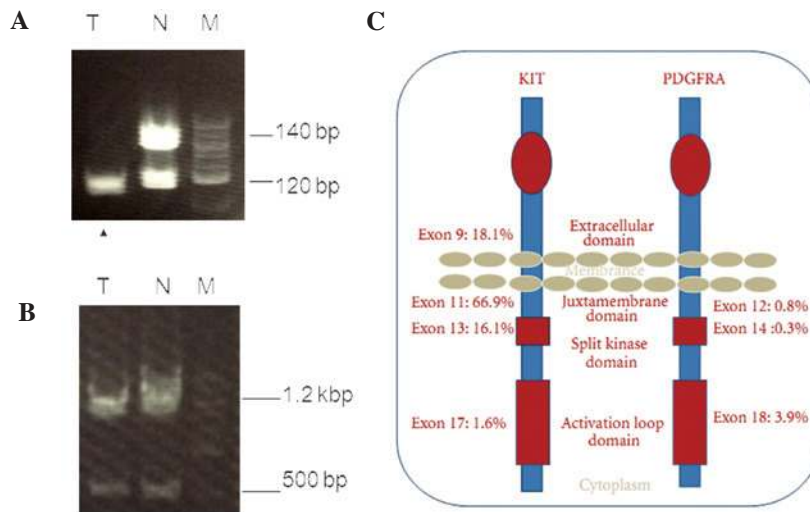 A
T N M
140 bp
120 bp
B
T N M
1.2 kbp
500 bp
C
KIT PDGFRA
Exon 9: 18.1%
Extracellular
domain
Membrance
Exon 11: 66.9%
Juxtamembrane
domain
Exon 12: 0.8%
Exon 13: 16.1%
Exon 14 :0.3%
Split kinase
domain
Exon 17: 1.6%
Activation loop
domain
Exon 18: 3.9%
Cytoplasm